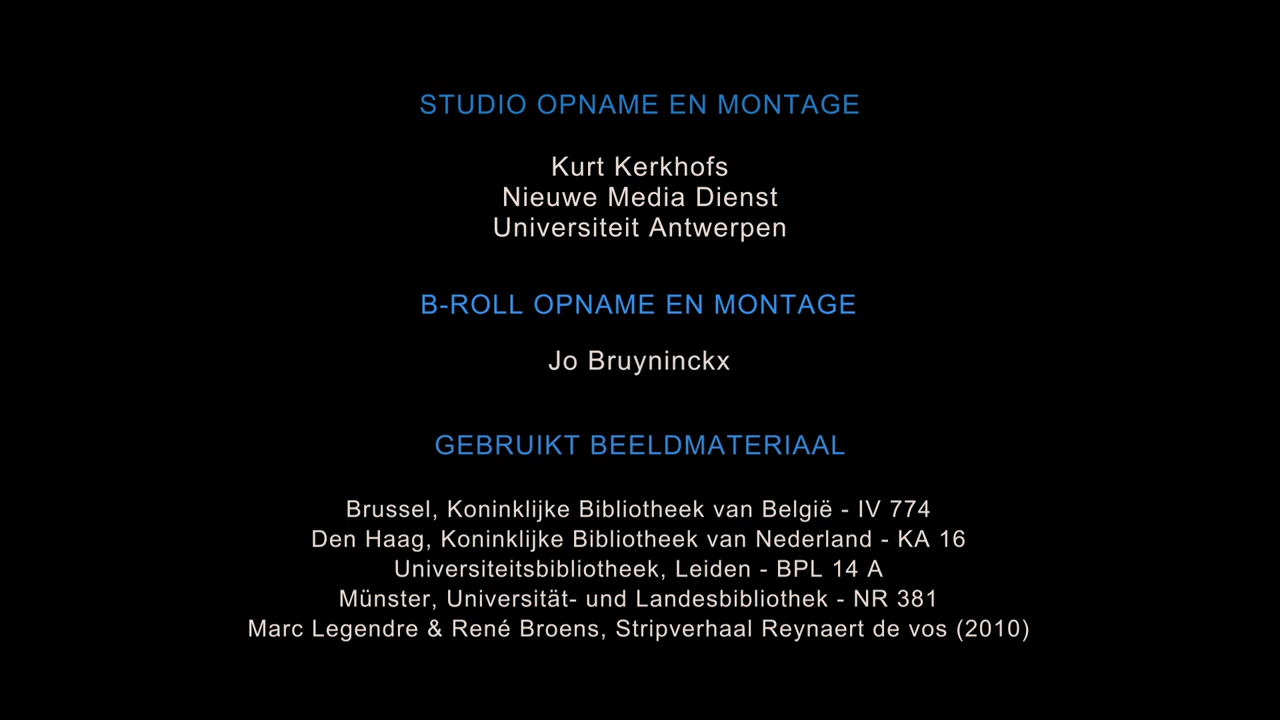 STUDIO OPNAME EN MONTAGE
Kurt Kerkhofs
Nieuwe Media Dienst
Universiteit Antwerpen
B-ROLL OPNAME EN MONTAGE
Jo Bruyninckx
GEBRUIKT BEELDMATERIAAL
Brussel, Koninklijke Bibliotheek van België - IV 774
Den Haag, Koninklijke Bibliotheek van Nederland - KA 16
Universiteitsbibliotheek, Leiden - BPL 14 A
Münster, Universität- und Landesbibliothek - NR 381
Marc Legendre & René Broens, Stripverhaal Reynaert de vos (2010)